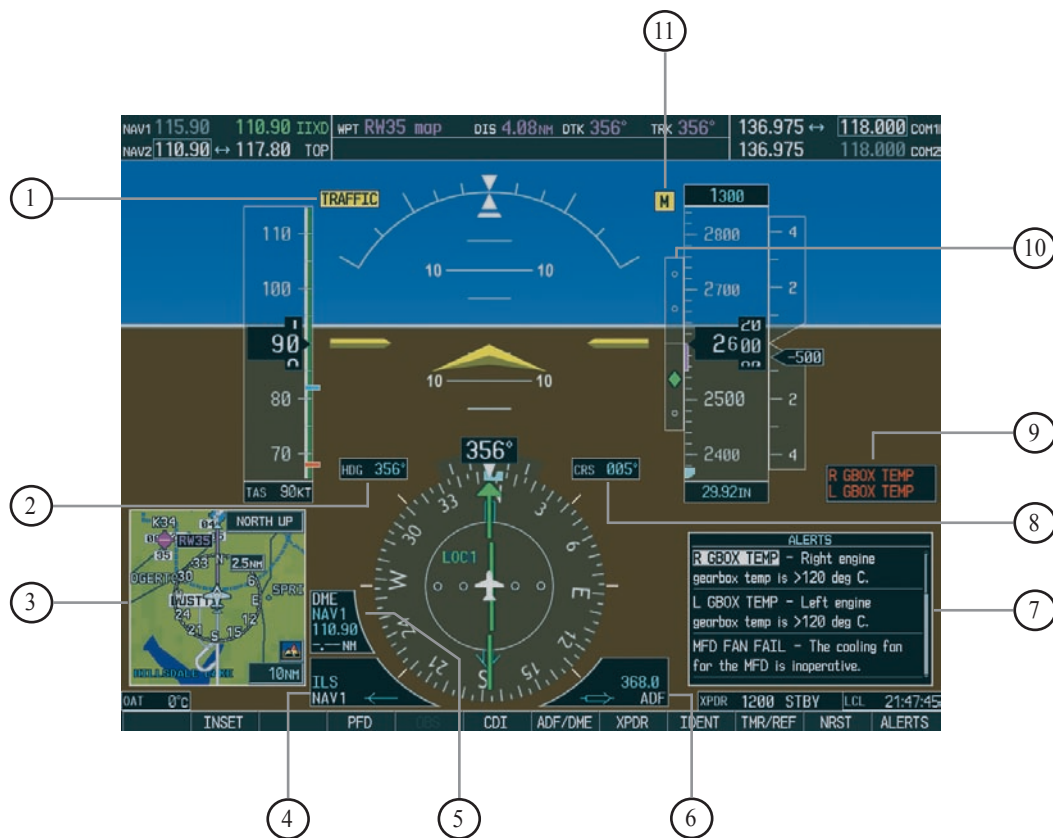 11
NAV1 115.90 110.90 IIXD
WPT RW35 map DIS 4.08NM DTK 356° TRK 356°
136.975 ↔ 118.000 COM1
NAV2 110.90 ↔ 117.80 TOP
136.975 118.000 COM2
1
TRAFFIC
M
1300
110
100
90
80
70
TAS 90KT
10 10
10 10
2800
2700
2600
20
2500
2400
29.92IN
4
2
-500
2
4
10
9
R GBOX TEMP
L GBOX TEMP
2
HDG 356°
356°
CRS 005°
8
33 3 6 E 12 15 S 21 24 W 30
LOC1
3
K34
NORTH UP
RW35
35
2.5NM
33 N 6 E 12 15 S 21 24 30
SPRI
HILLSDALE LAKE
10NM
DME
NAV1
110.90
-.--NM
ILS
NAV1
368.0
ADF
ALERTS
R GBOX TEMP - Right engine
gearbox temp is >120 deg C.
L GBOX TEMP - Left engine
gearbox temp is >120 deg C.
MFD FAN FAIL - The cooling fan
for the MFD is inoperative.
7
OAT 0°C
XPDR 1200 STBY
LCL 21:47:45
INSET PFD OBS CDI ADF/DME XPDR IDENT TMR/REF NRST ALERTS
4
5
6